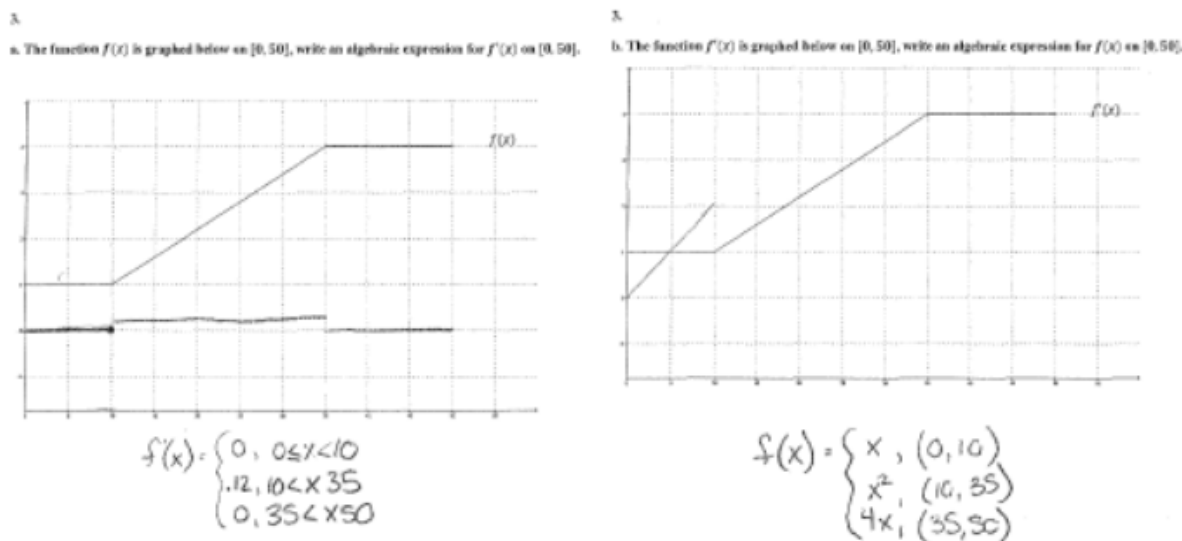 3.
a. The function f(x) is graphed below on [0, 50], write an algebraic expression for f'(x) on [0, 50].
f(x)
f'(x) = { 0, 0≤x<10
.12, 10<x 35
0, 35<x50
3.
b. The function f'(x) is graphed below on [0, 50], write an algebraic expression for f(x) on [0, 50].
f'(x)
f(x) = { x, (0,10)
x², (10, 35)
4x, (35,50)